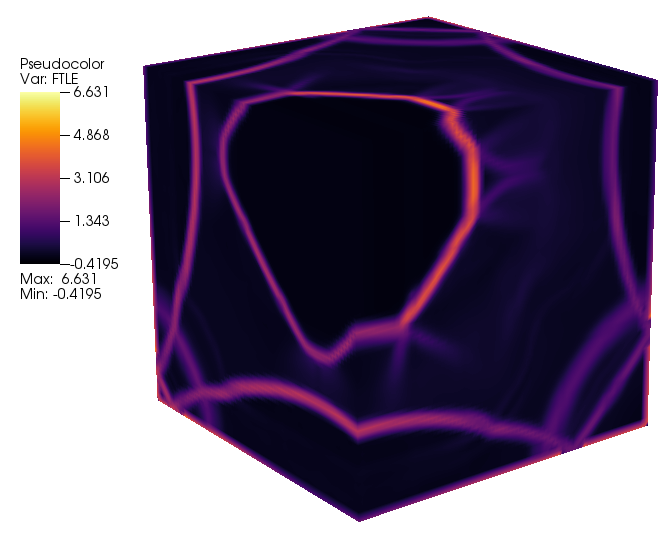 Pseudocolor
Var: FTLE
6.631
4.868
3.106
1.343
-0.4195
Max: 6.631
Min: -0.4195